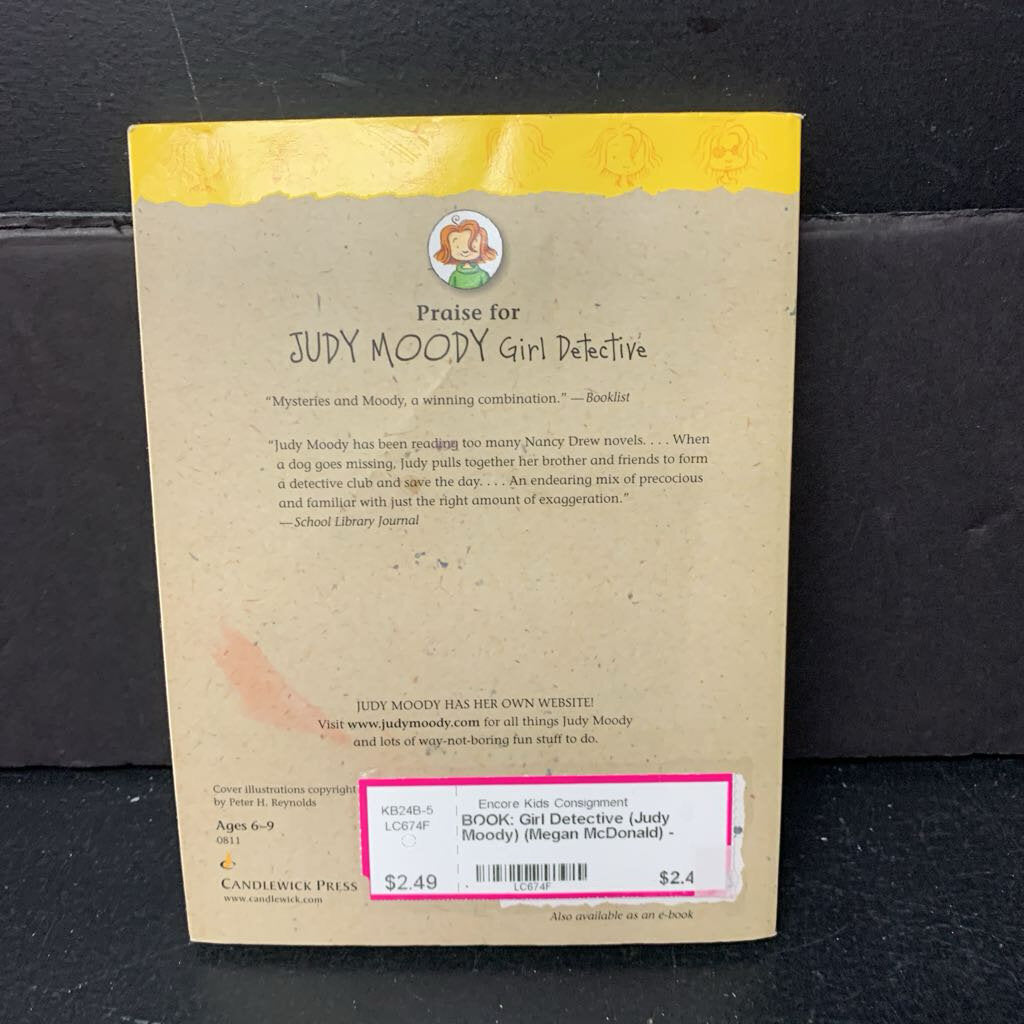 Praise for
JUDY MOODY Girl Detective
“Mysteries and Moody, a winning combination.” —Booklist
“Judy Moody has been reading too many Nancy Drew novels. . . . When
a dog goes missing, Judy pulls together her brother and friends to form
a detective club and save the day. . . . An endearing mix of precocious
and familiar with just the right amount of exaggeration.”
—School Library Journal
JUDY MOODY HAS HER OWN WEBSITE!
Visit www.judymoody.com for all things Judy Moody
and lots of way-not-boring fun stuff to do.
Cover illustrations copyright
by Peter H. Reynolds
Ages 6–9
0811
CANDLEWICK PRESS
www.candlewick.com
KB24B-5
LC674F
$2.49
Encore Kids Consignment
BOOK: Girl Detective (Judy
Moody) (Megan McDonald) -
LC674F
$2.4
Also available as an e-book